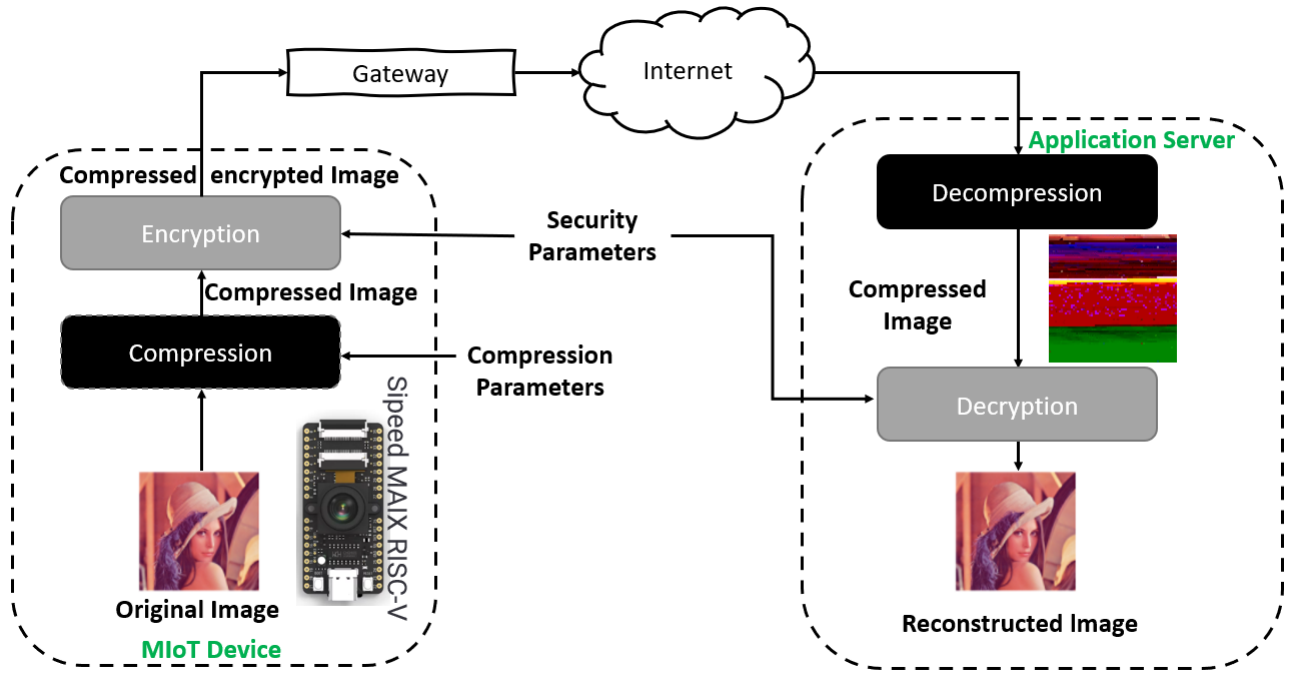 Gateway
Internet
Application Server
Compressed encrypted Image
Decompression
Encryption
Security
Parameters
Compressed Image
Compressed
Image
Compression
Compression
Parameters
Sipeed MAIX RISC-V
Decryption
Original Image
Reconstructed Image
MIoT Device